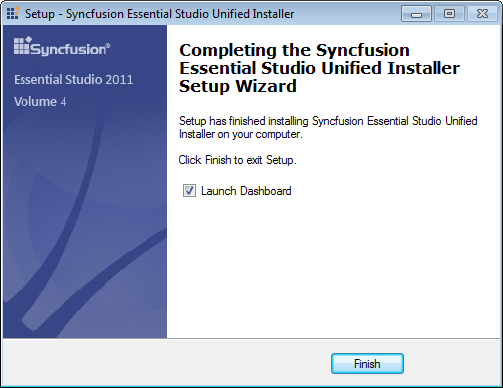 Setup - Syncfusion Essential Studio Unified Installer
Syncfusion®
Essential Studio 2011
Volume 4
Completing the Syncfusion
Essential Studio Unified Installer
Setup Wizard
Setup has finished installing Syncfusion Essential Studio Unified
Installer on your computer.
Click Finish to exit Setup.
Launch Dashboard
Finish